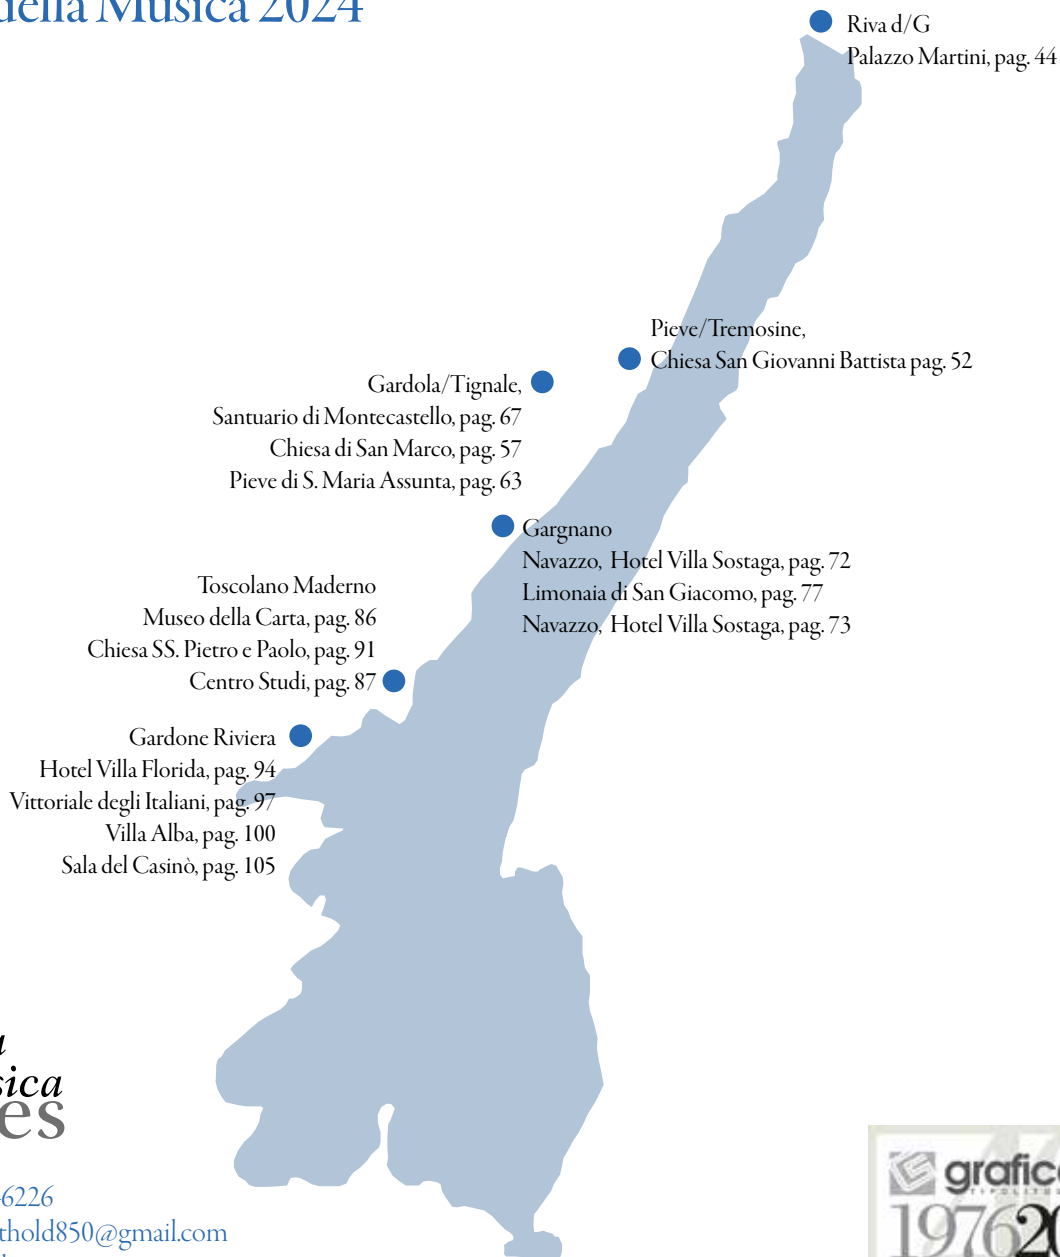 della Musica 2024
Riva d/G
Palazzo Martini, pag. 44
Pieve/Tremosine,
Chiesa San Giovanni Battista pag. 52
Gardola/Tignale,
Santuario di Montecastello, pag. 67
Chiesa di San Marco, pag. 57
Pieve di S. Maria Assunta, pag. 63
Gargnano
Navazzo, Hotel Villa Sostaga, pag. 72
Limonaia di San Giacomo, pag. 77
Navazzo, Hotel Villa Sostaga, pag. 73
Toscolano Maderno
Museo della Carta, pag. 86
Chiesa SS. Pietro e Paolo, pag. 91
Centro Studi, pag. 87
Gardone Riviera
Hotel Villa Florida, pag. 94
Vittoriale degli Italiani, pag. 97
Villa Alba, pag. 100
Sala del Casinò, pag. 105
sica
es
6226
thold850@gmail.com
grafic
197620